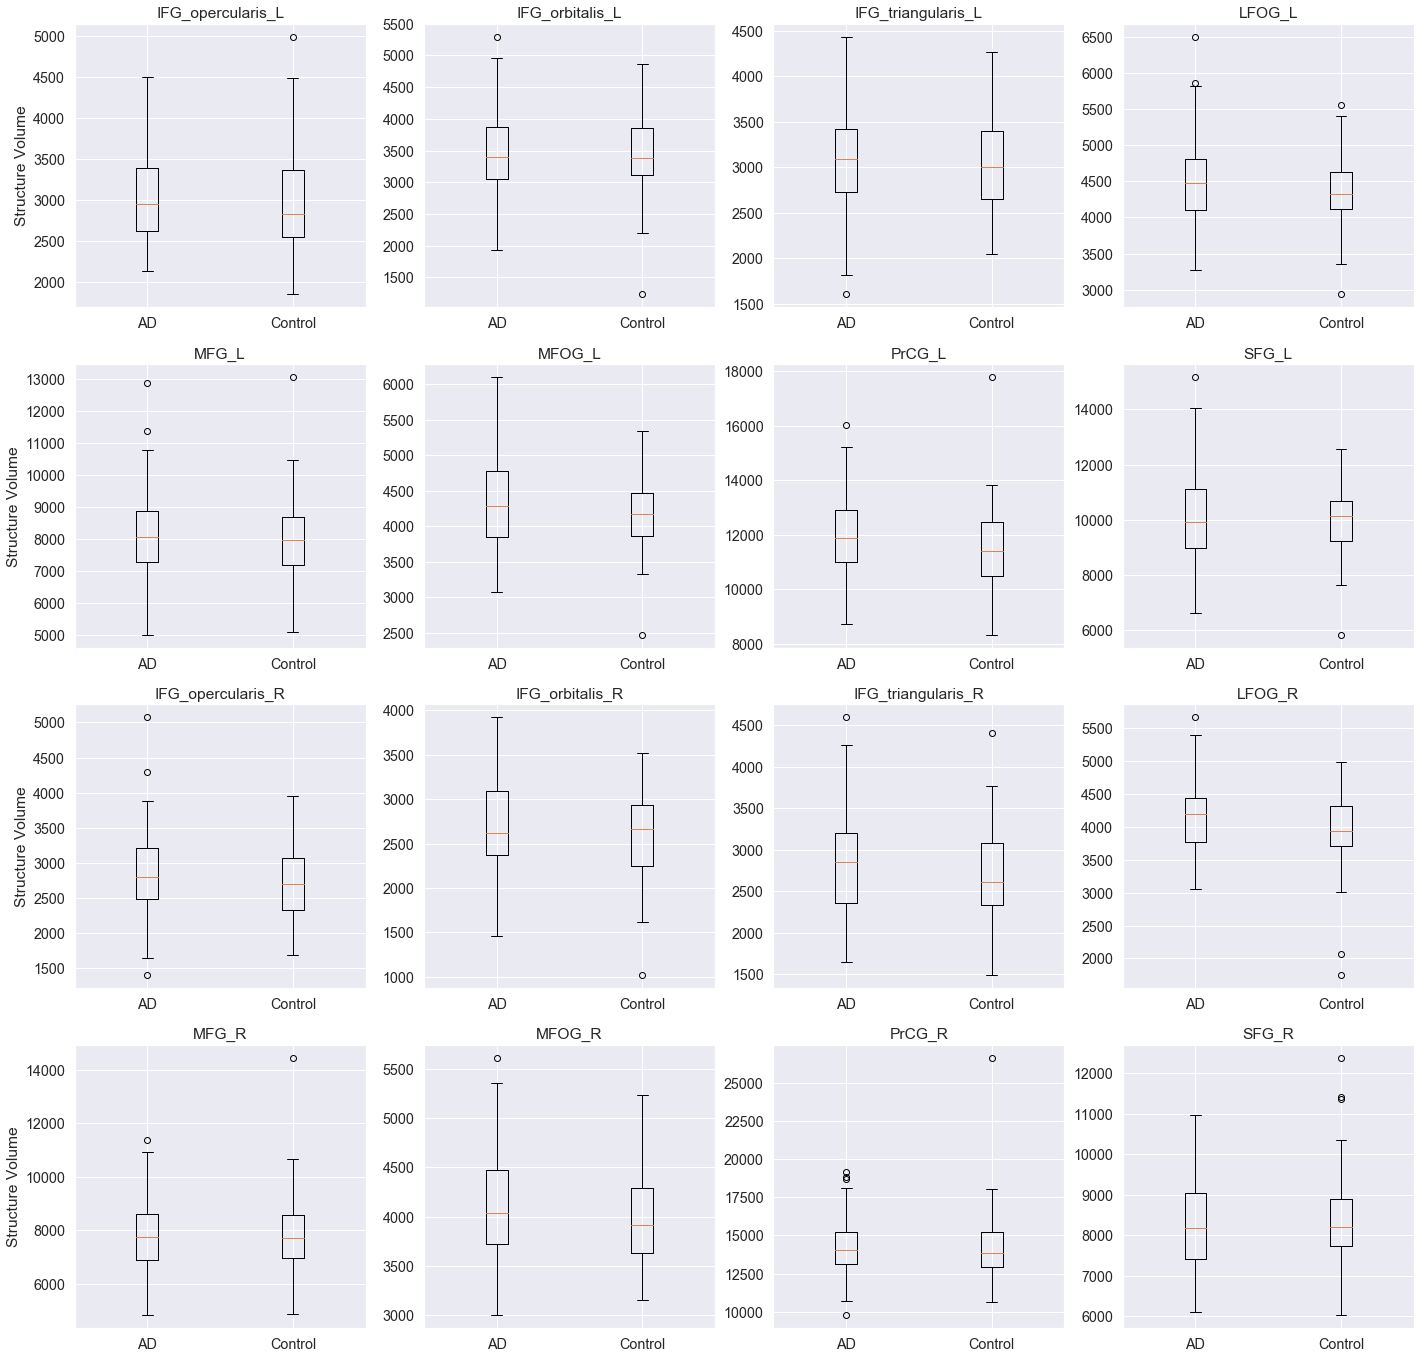 IFG_opercularis_L
IFG_orbitalis_L
IFG_triangularis_L
LFOG_L
Structure Volume
5000
4500
4000
3500
3000
2500
2000
AD
Control
5500
5000
4500
4000
3500
3000
2500
2000
1500
AD
Control
4500
4000
3500
3000
2500
2000
1500
AD
Control
6500
6000
5500
5000
4500
4000
3500
3000
AD
Control
MFG_L
MFOG_L
PrCG_L
SFG_L
Structure Volume
13000
12000
11000
10000
9000
8000
7000
6000
5000
AD
Control
6000
5500
5000
4500
4000
3500
3000
2500
AD
Control
18000
16000
14000
12000
10000
8000
AD
Control
14000
12000
10000
8000
6000
AD
Control
IFG_opercularis_R
IFG_orbitalis_R
IFG_triangularis_R
LFOG_R
Structure Volume
5000
4500
4000
3500
3000
2500
2000
1500
AD
Control
4000
3500
3000
2500
2000
1500
1000
AD
Control
4500
4000
3500
3000
2500
2000
1500
AD
Control
5500
5000
4500
4000
3500
3000
2500
2000
AD
Control
MFG_R
MFOG_R
PrCG_R
SFG_R
Structure Volume
14000
12000
10000
8000
6000
AD
Control
5500
5000
4500
4000
3500
3000
AD
Control
25000
22500
20000
17500
15000
12500
10000
AD
Control
12000
11000
10000
9000
8000
7000
6000
AD
Control